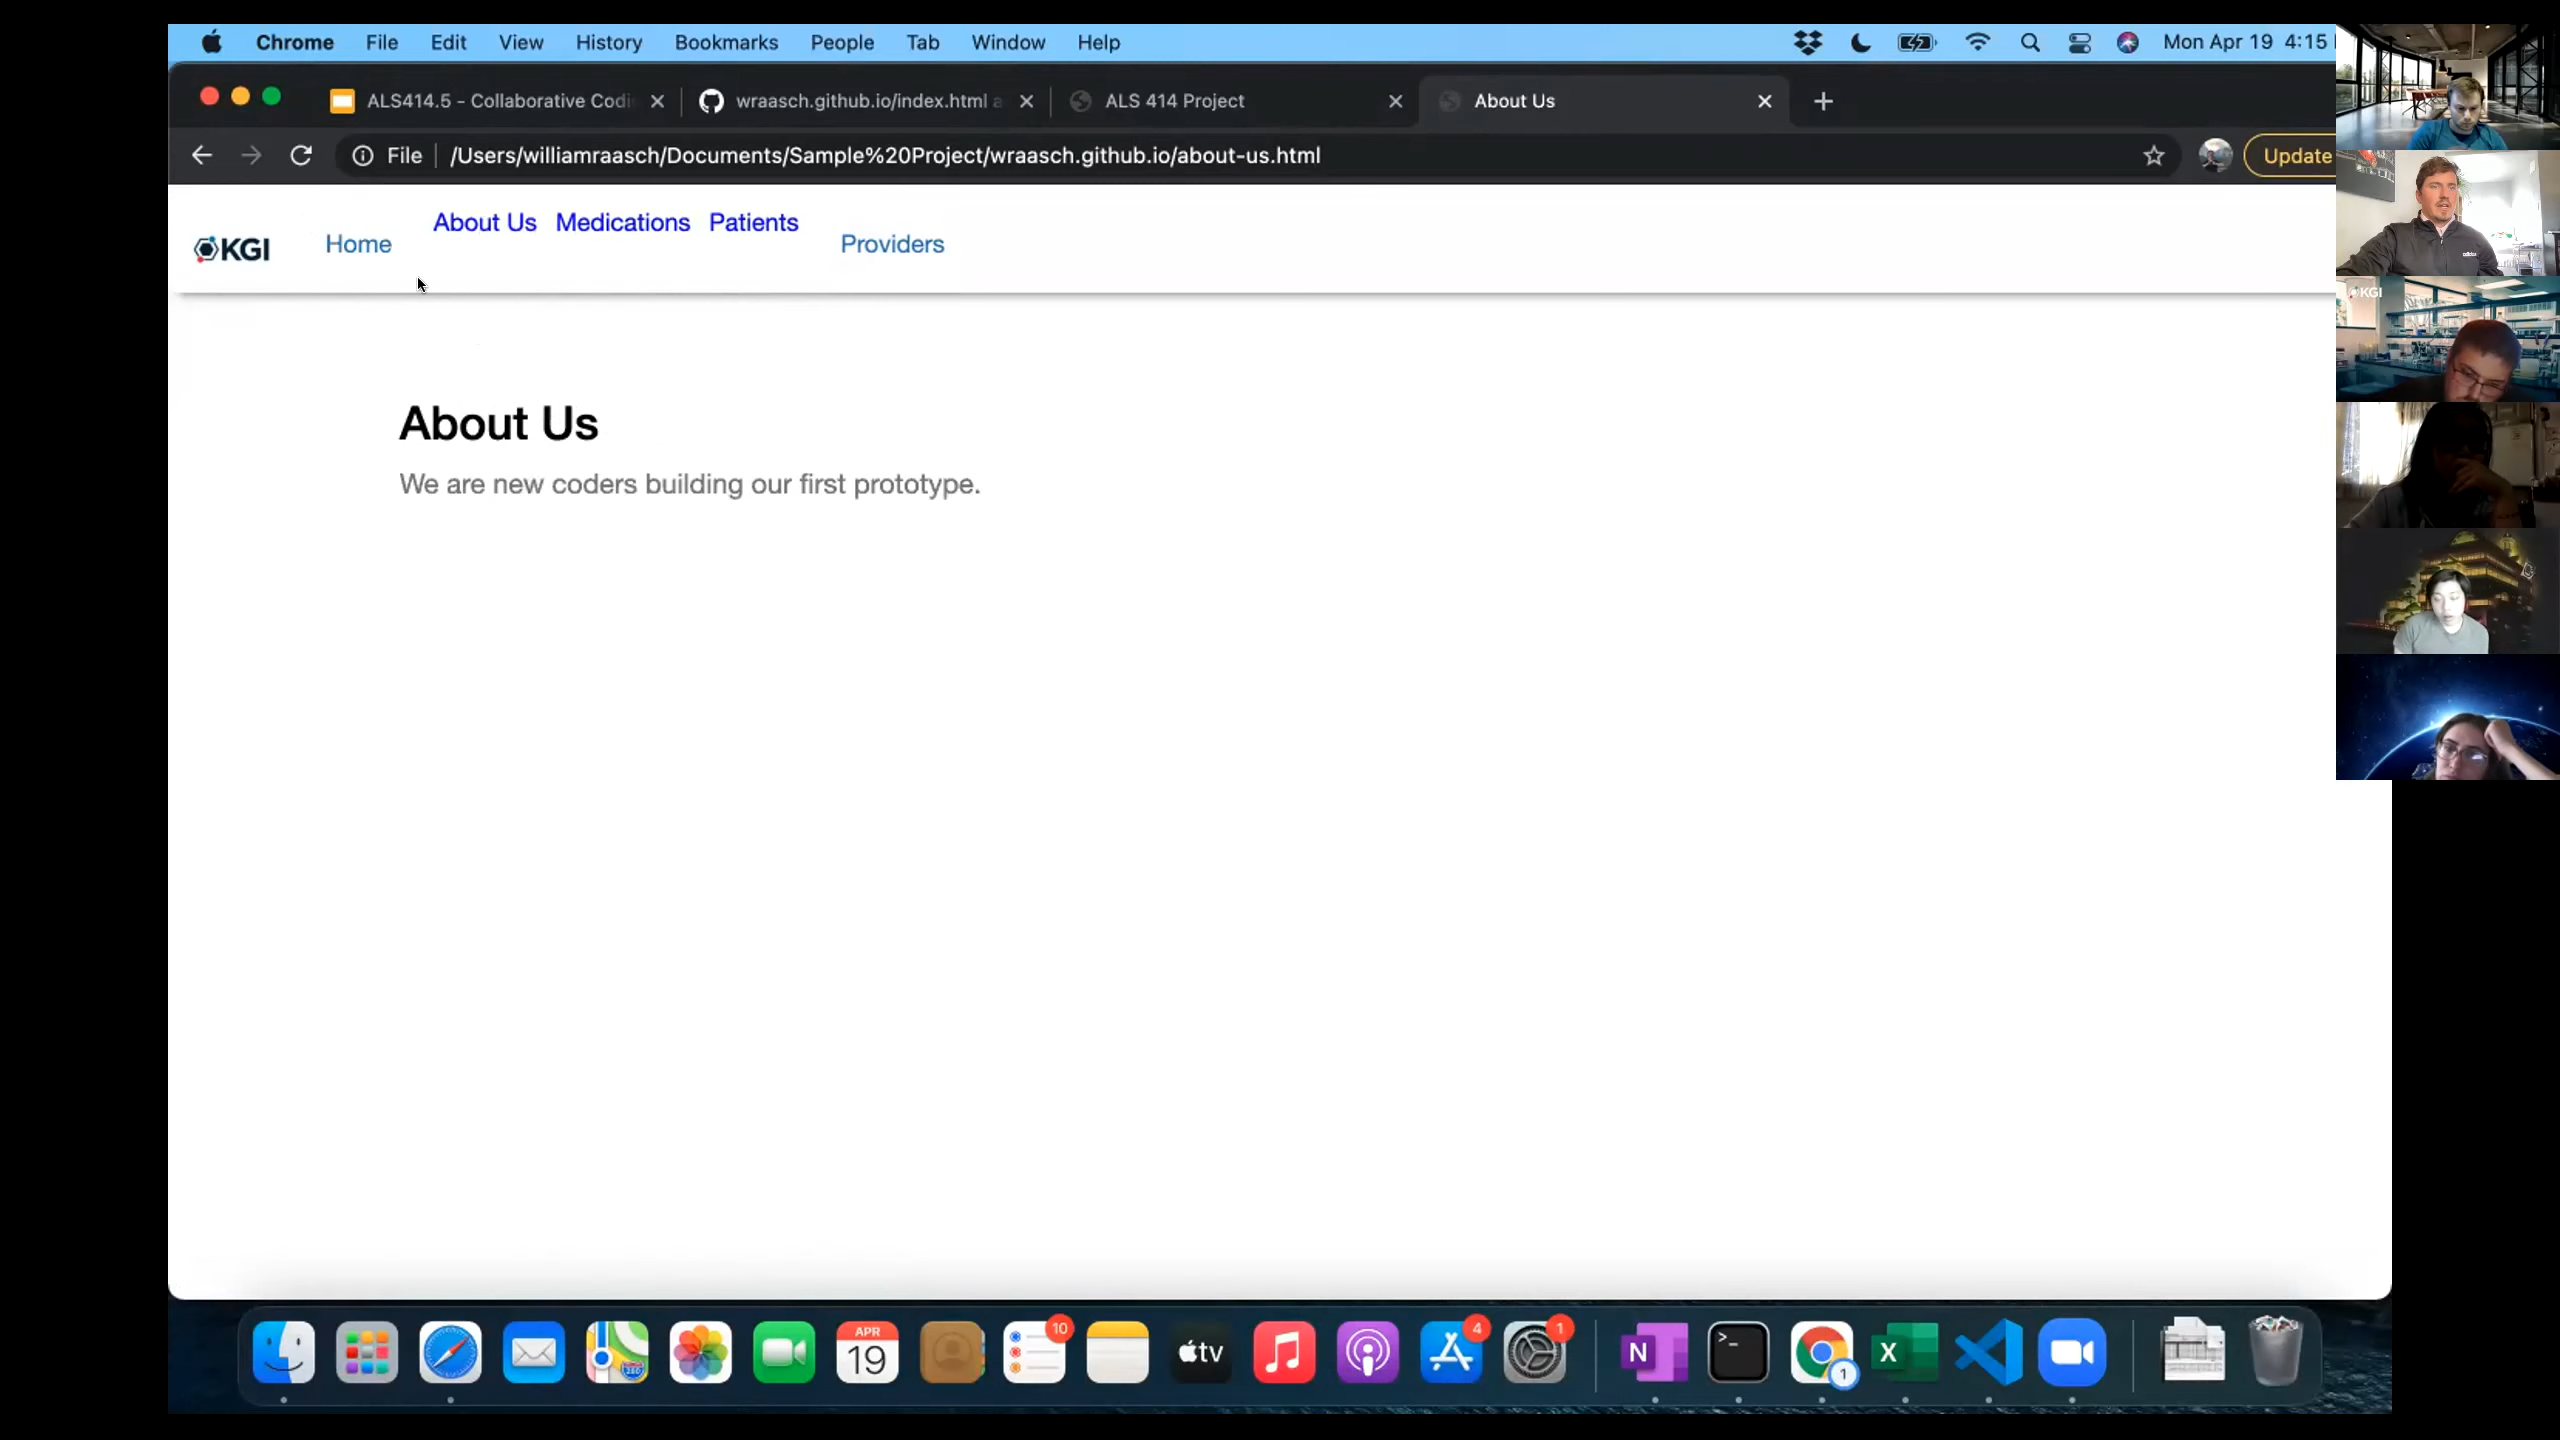 Chrome File Edit View History Bookmarks People Tab Window Help Mon Apr 19 4:15
ALS414.5 - Collaborative Codi
wraasch.github.io/index.html a
ALS 414 Project
About Us
File /Users/williamraasch/Documents/Sample%20Project/wraasch.github.io/about-us.html Update
KGI Home About Us Medications Patients Providers
KGI
About Us
We are new coders building our first prototype.
APR
19
10
tv
4
1
N
>_
1
X